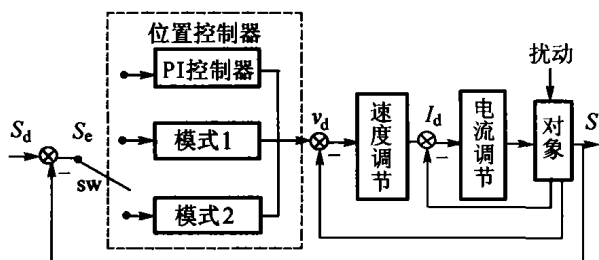 位置控制器
PI控制器
模式1
模式2
S_d
S_e
sw
v_d
速度调节
I_d
电流调节
扰动
对象
S